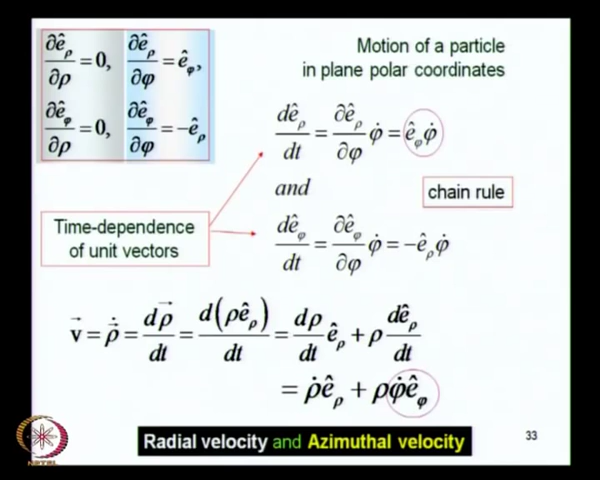 ∂ê_ρ/∂ρ = 0, ∂ê_ρ/∂φ = ê_φ,
∂ê_φ/∂ρ = 0, ∂ê_φ/∂φ = −ê_ρ
Motion of a particle
in plane polar coordinates
dê_ρ/dt = ∂ê_ρ/∂φ φ̇ = ê_φ φ̇
and
chain rule
Time-dependence
of unit vectors
dê_φ/dt = ∂ê_φ/∂φ φ̇ = −ê_ρ φ̇
v⃗ = ρ⃗̇ = dρ⃗/dt = d(ρê_ρ)/dt = dρ/dt ê_ρ + ρ dê_ρ/dt
= ρ̇ê_ρ + ρφ̇ê_φ
Radial velocity and Azimuthal velocity
33
NPTEL